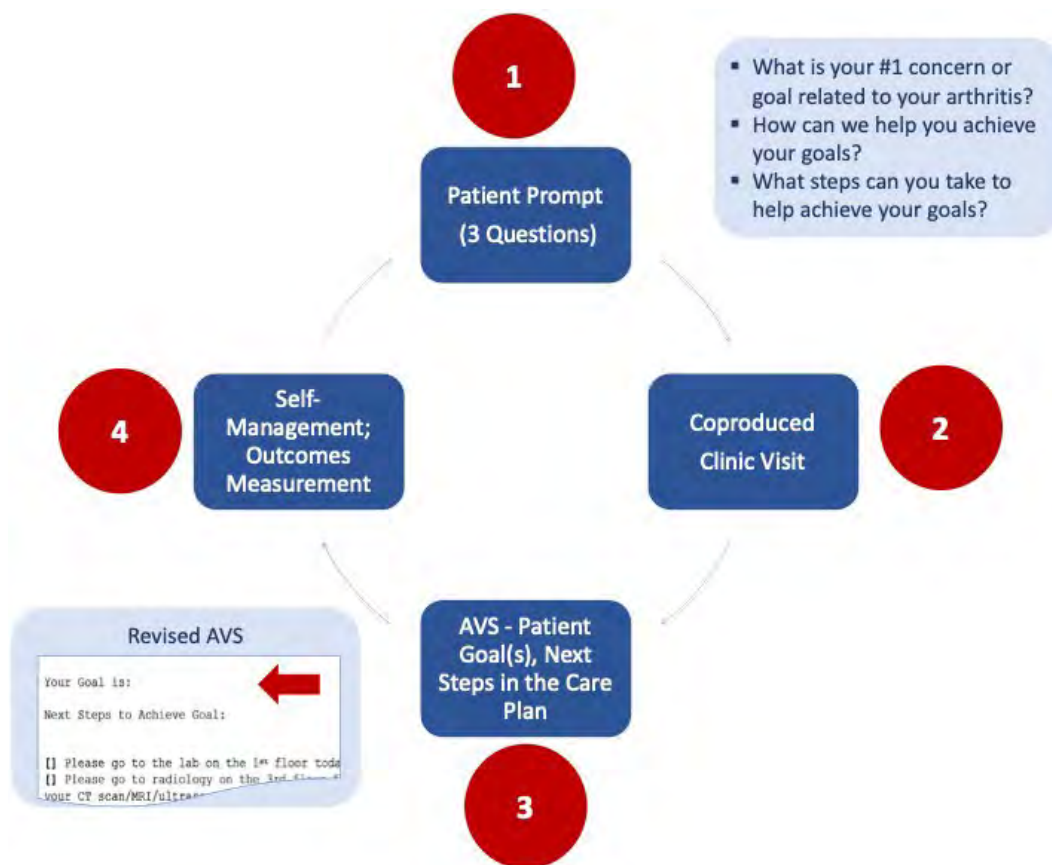 1
Patient Prompt
(3 Questions)
▪ What is your #1 concern or
goal related to your arthritis?
▪ How can we help you achieve
your goals?
▪ What steps can you take to
help achieve your goals?
2
Coproduced
Clinic Visit
AVS - Patient
Goal(s), Next
Steps in the Care
Plan
3
4
Self-
Management;
Outcomes
Measurement
Revised AVS
Your Goal is:
Next Steps to Achieve Goal:
[] Please go to the lab on the 1st floor toda
[] Please go to radiology on the 3rd floor
your CT scan/MRI/ultras